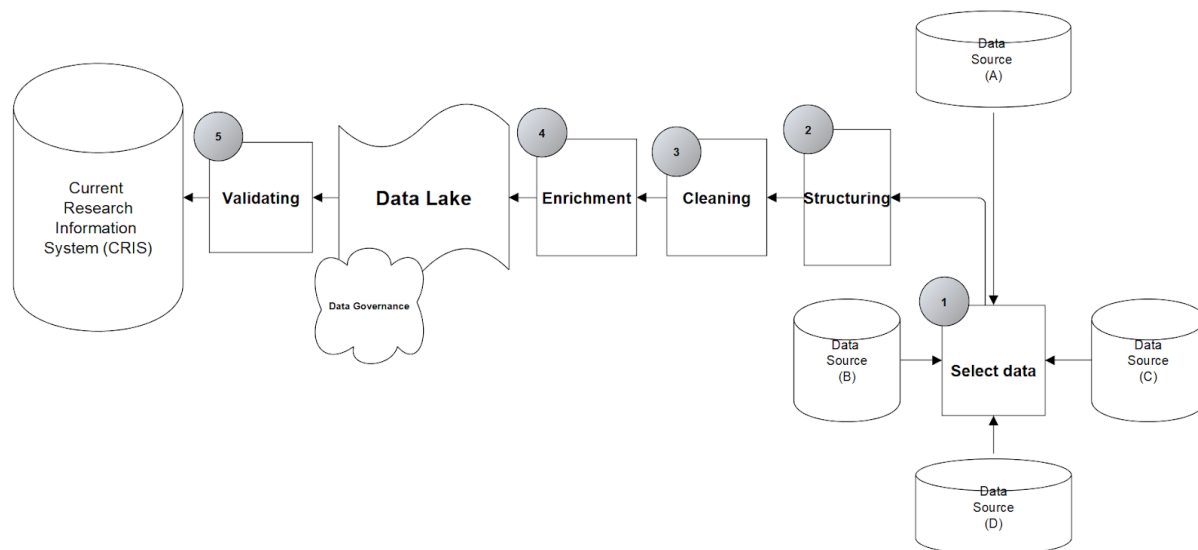 Data
Source
(A)
5
4
3
2
Current
Research
Information
System (CRIS)
Validating
Data Lake
Enrichment
Cleaning
Structuring
Data Governance
1
Data
Source
(B)
Select data
Data
Source
(C)
Data
Source
(D)